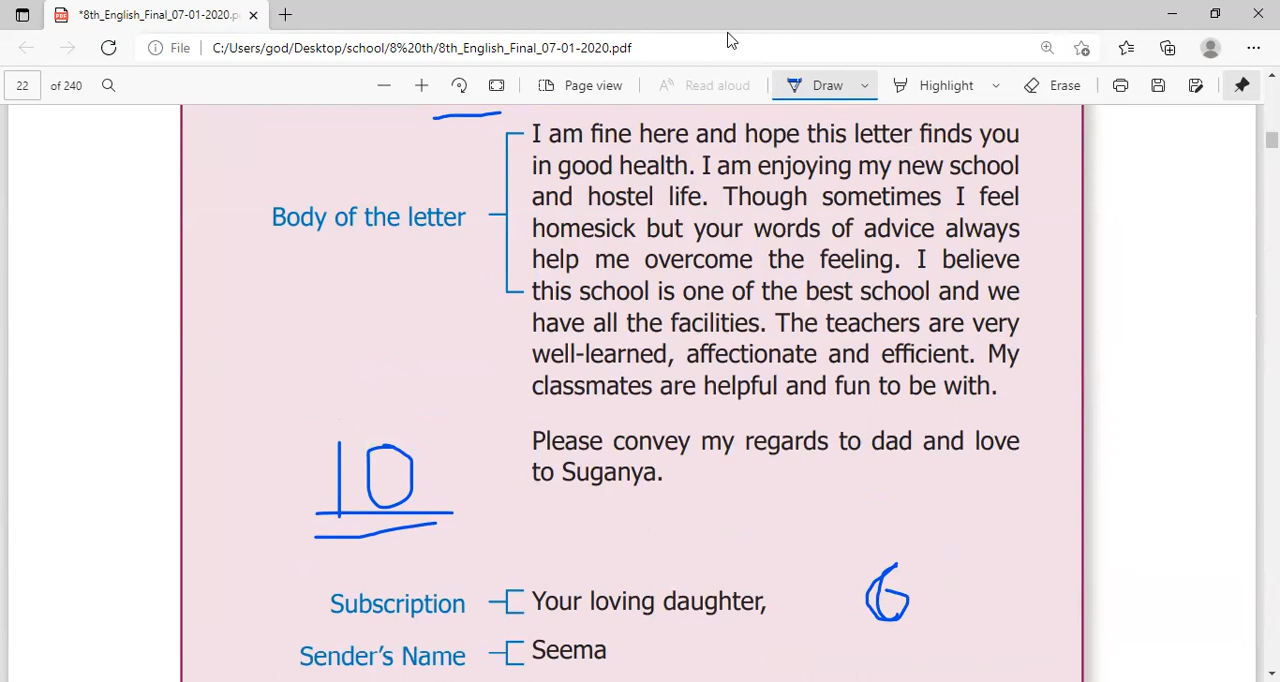 *8th_English_Final_07-01-2020.p
File C:/Users/god/Desktop/school/8%20th/8th_English_Final_07-01-2020.pdf
22 of 240 Page view Read aloud Draw Highlight Erase
I am fine here and hope this letter finds you
in good health. I am enjoying my new school
and hostel life. Though sometimes I feel
Body of the letter homesick but your words of advice always
help me overcome the feeling. I believe
this school is one of the best school and we
have all the facilities. The teachers are very
well-learned, affectionate and efficient. My
classmates are helpful and fun to be with.
Please convey my regards to dad and love
to Suganya.
10
Subscription Your loving daughter, 6
Sender's Name Seema